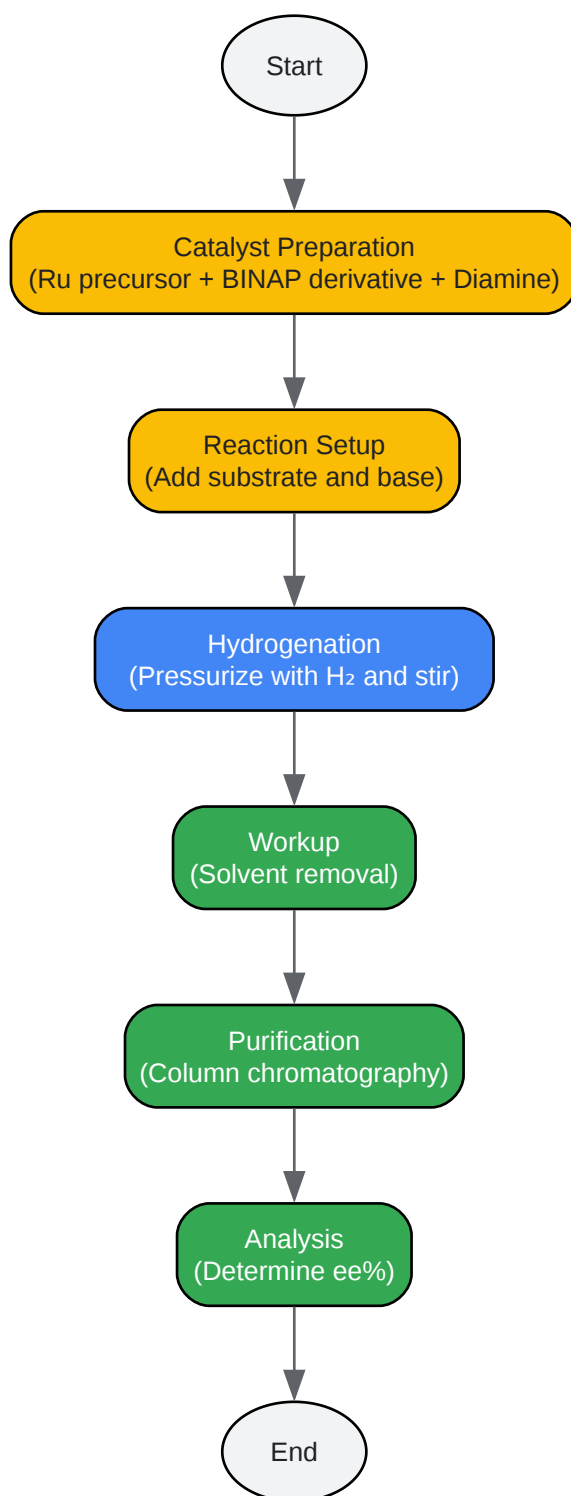 Start
Catalyst Preparation
(Ru precursor + BINAP derivative + Diamine)
Reaction Setup
(Add substrate and base)
Hydrogenation
(Pressurize with H₂ and stir)
Workup
(Solvent removal)
Purification
(Column chromatography)
Analysis
(Determine ee%)
End